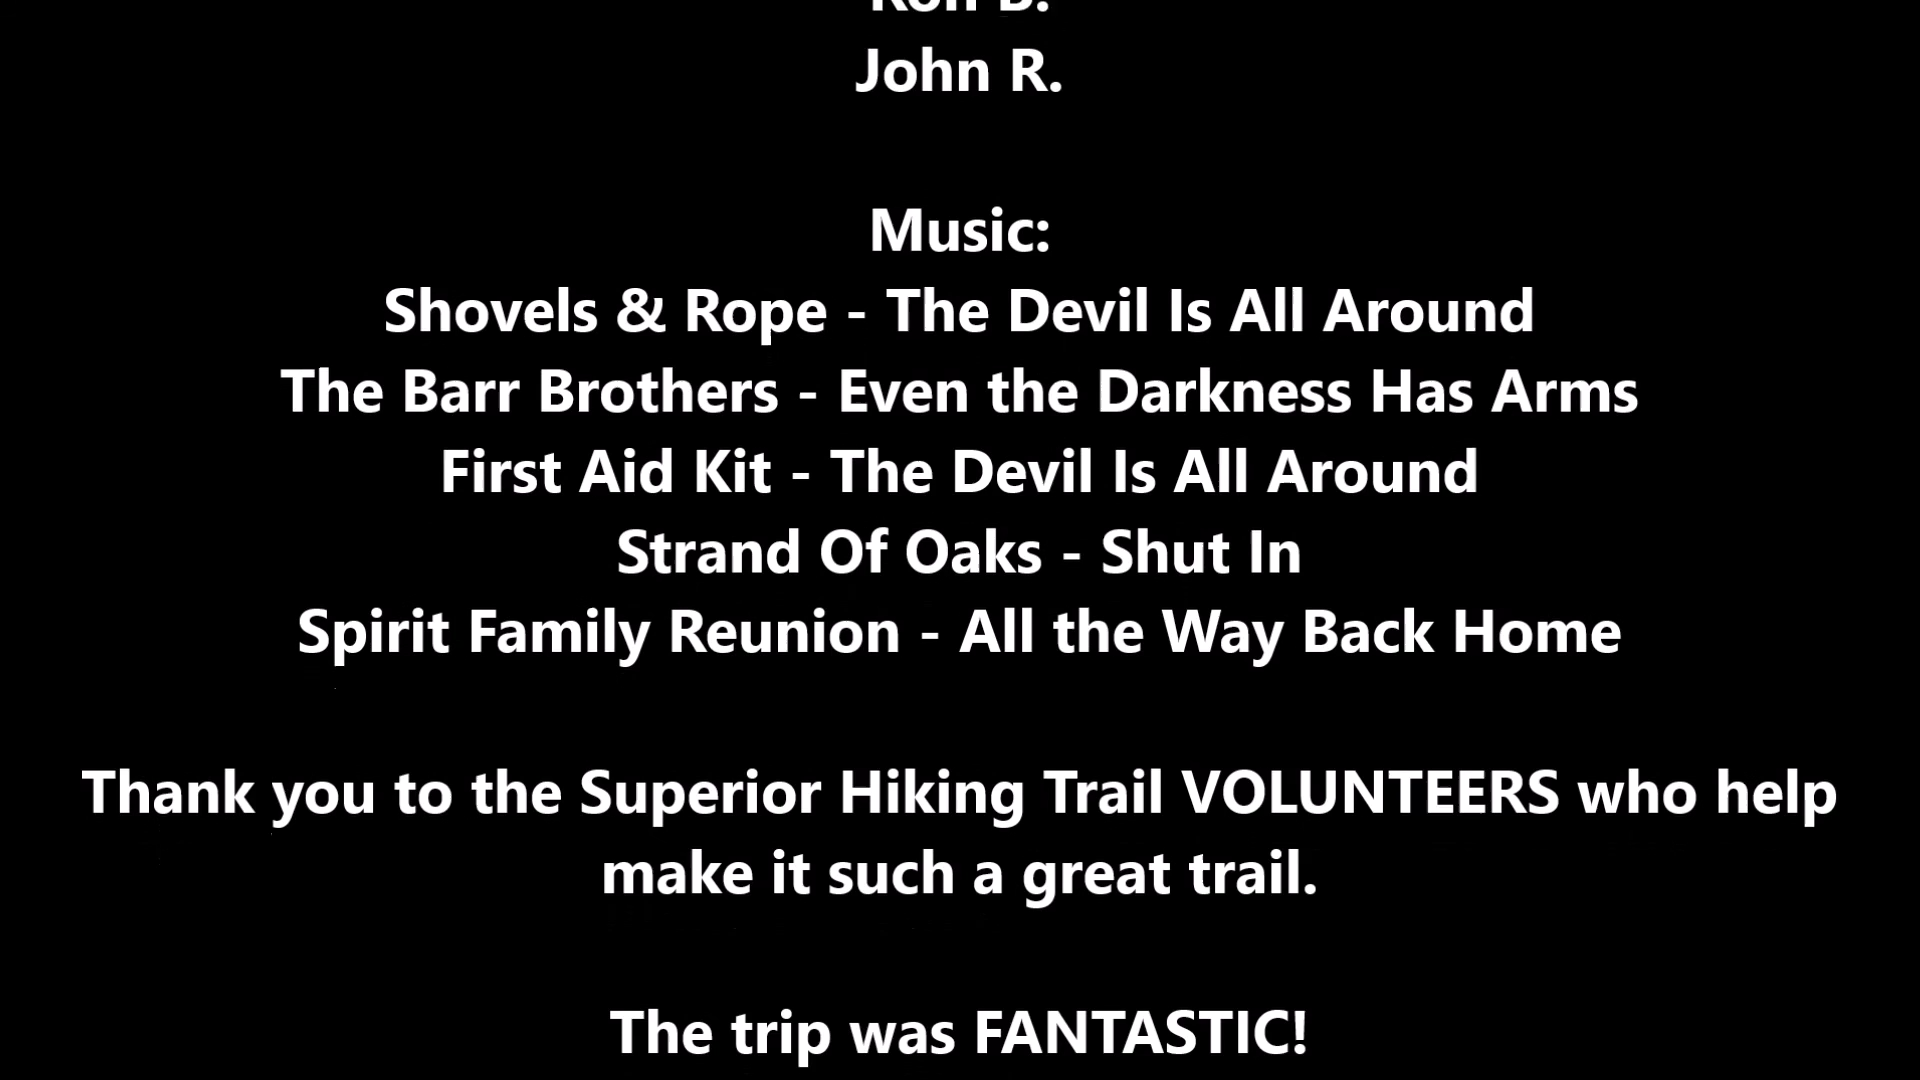 Ron B.
John R.
Music:
Shovels & Rope - The Devil Is All Around
The Barr Brothers - Even the Darkness Has Arms
First Aid Kit - The Devil Is All Around
Strand Of Oaks - Shut In
Spirit Family Reunion - All the Way Back Home
Thank you to the Superior Hiking Trail VOLUNTEERS who help
make it such a great trail.
The trip was FANTASTIC!